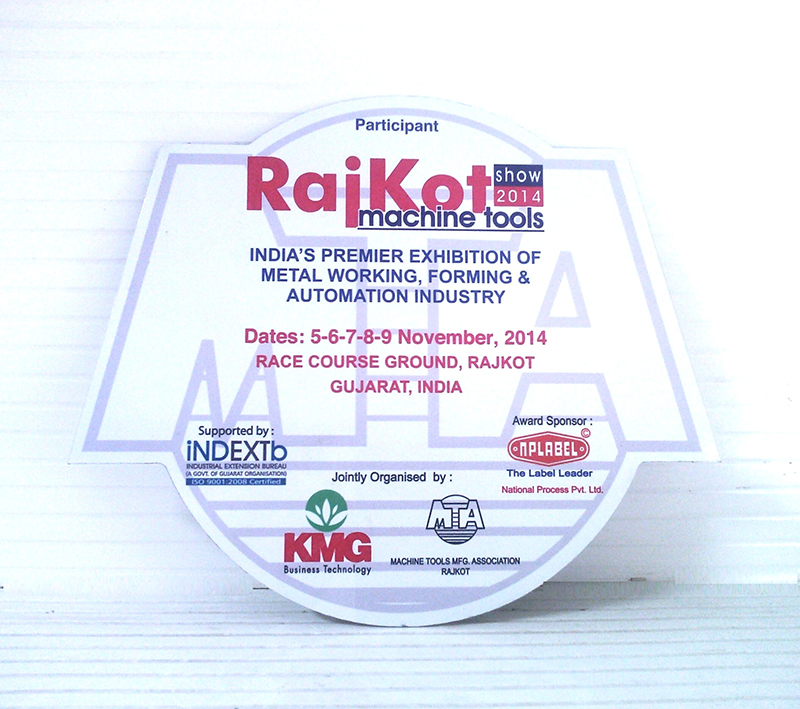 Participant
RajKot show
2014
machine tools
INDIA'S PREMIER EXHIBITION OF
METAL WORKING, FORMING &
AUTOMATION INDUSTRY
Dates: 5-6-7-8-9 November, 2014
RACE COURSE GROUND, RAJKOT
GUJARAT, INDIA
Supported by :
iNDEXTb
INDUSTRIAL EXTENSION BUREAU
(A GOVT. OF GUJARAT ORGANISATION)
ISO 9001:2008 Certified
Award Sponsor :
©
NPLABEL
The Label Leader
National Process Pvt. Ltd.
Jointly Organised by :
KMG
Business Technology
MTA
MACHINE TOOLS MFG. ASSOCIATION
RAJKOT
MTA